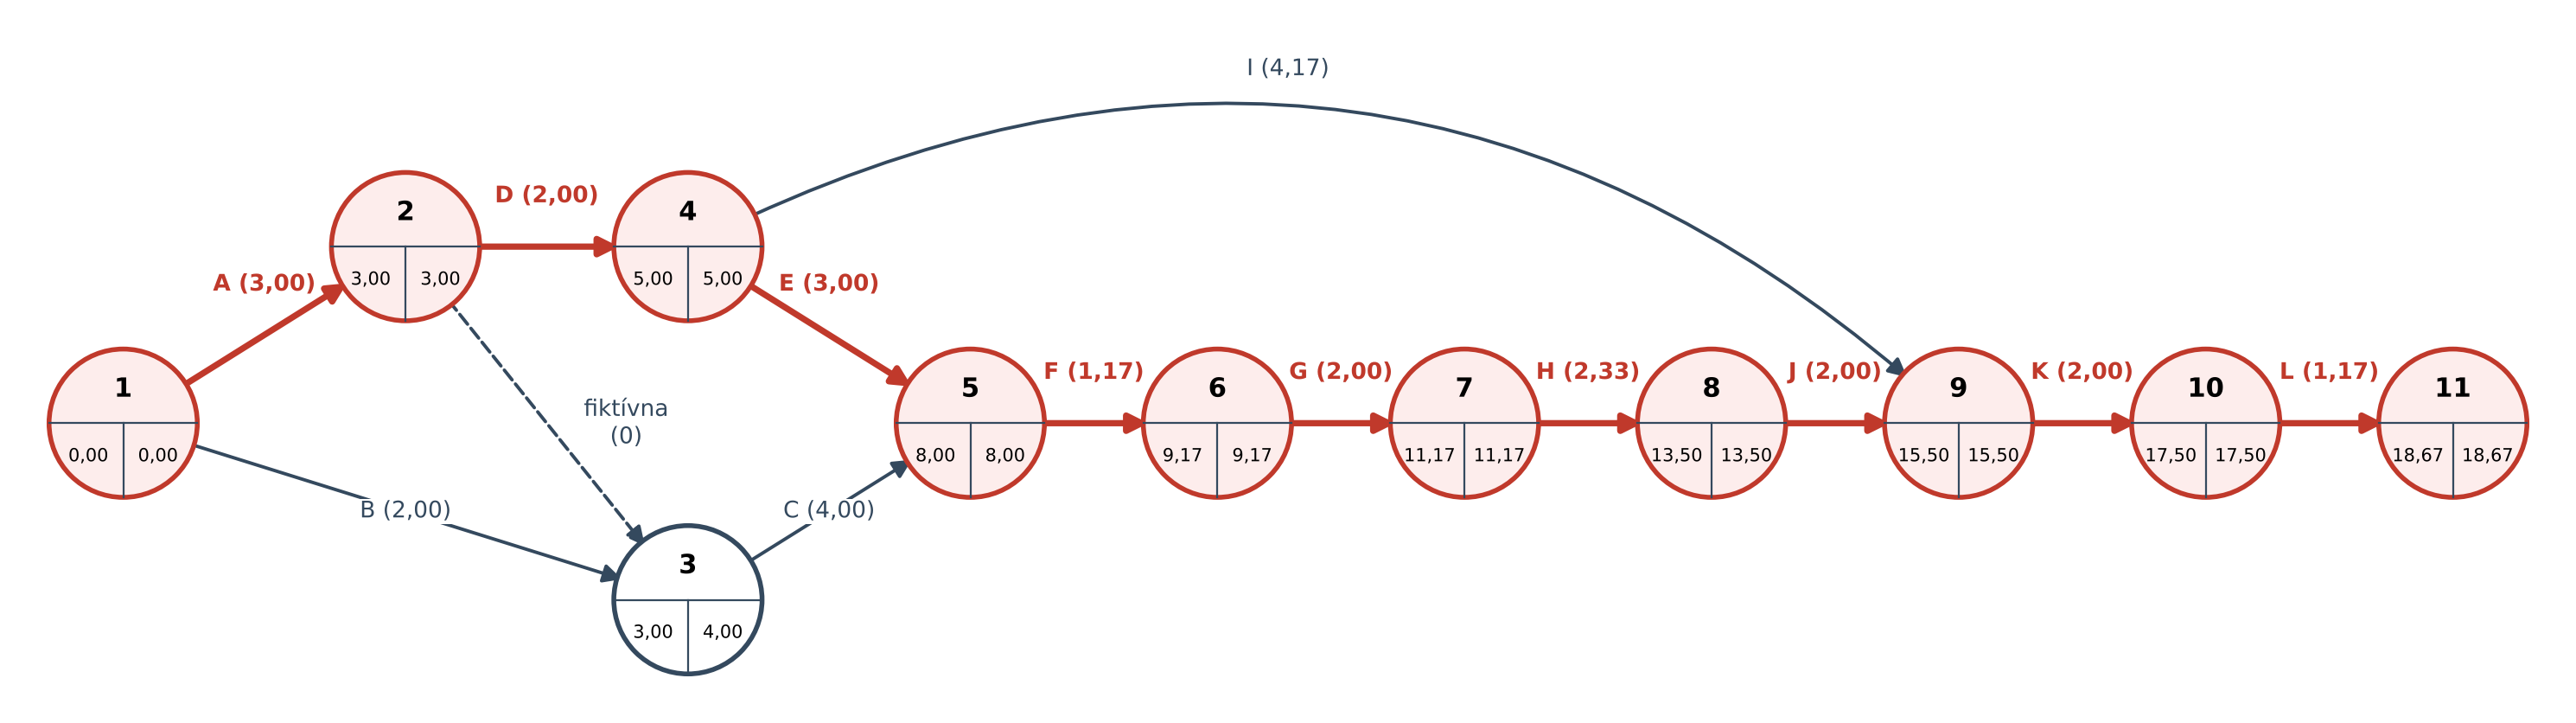 I (4,17)
D (2,00)
2
3,00 3,00
4
5,00 5,00
A (3,00)
E (3,00)
1
0,00 0,00
fiktívna
(0)
B (2,00)
C (4,00)
3
3,00 4,00
5
8,00 8,00
F (1,17)
6
9,17 9,17
G (2,00)
7
11,17 11,17
H (2,33)
8
13,50 13,50
J (2,00)
9
15,50 15,50
K (2,00)
10
17,50 17,50
L (1,17)
11
18,67 18,67